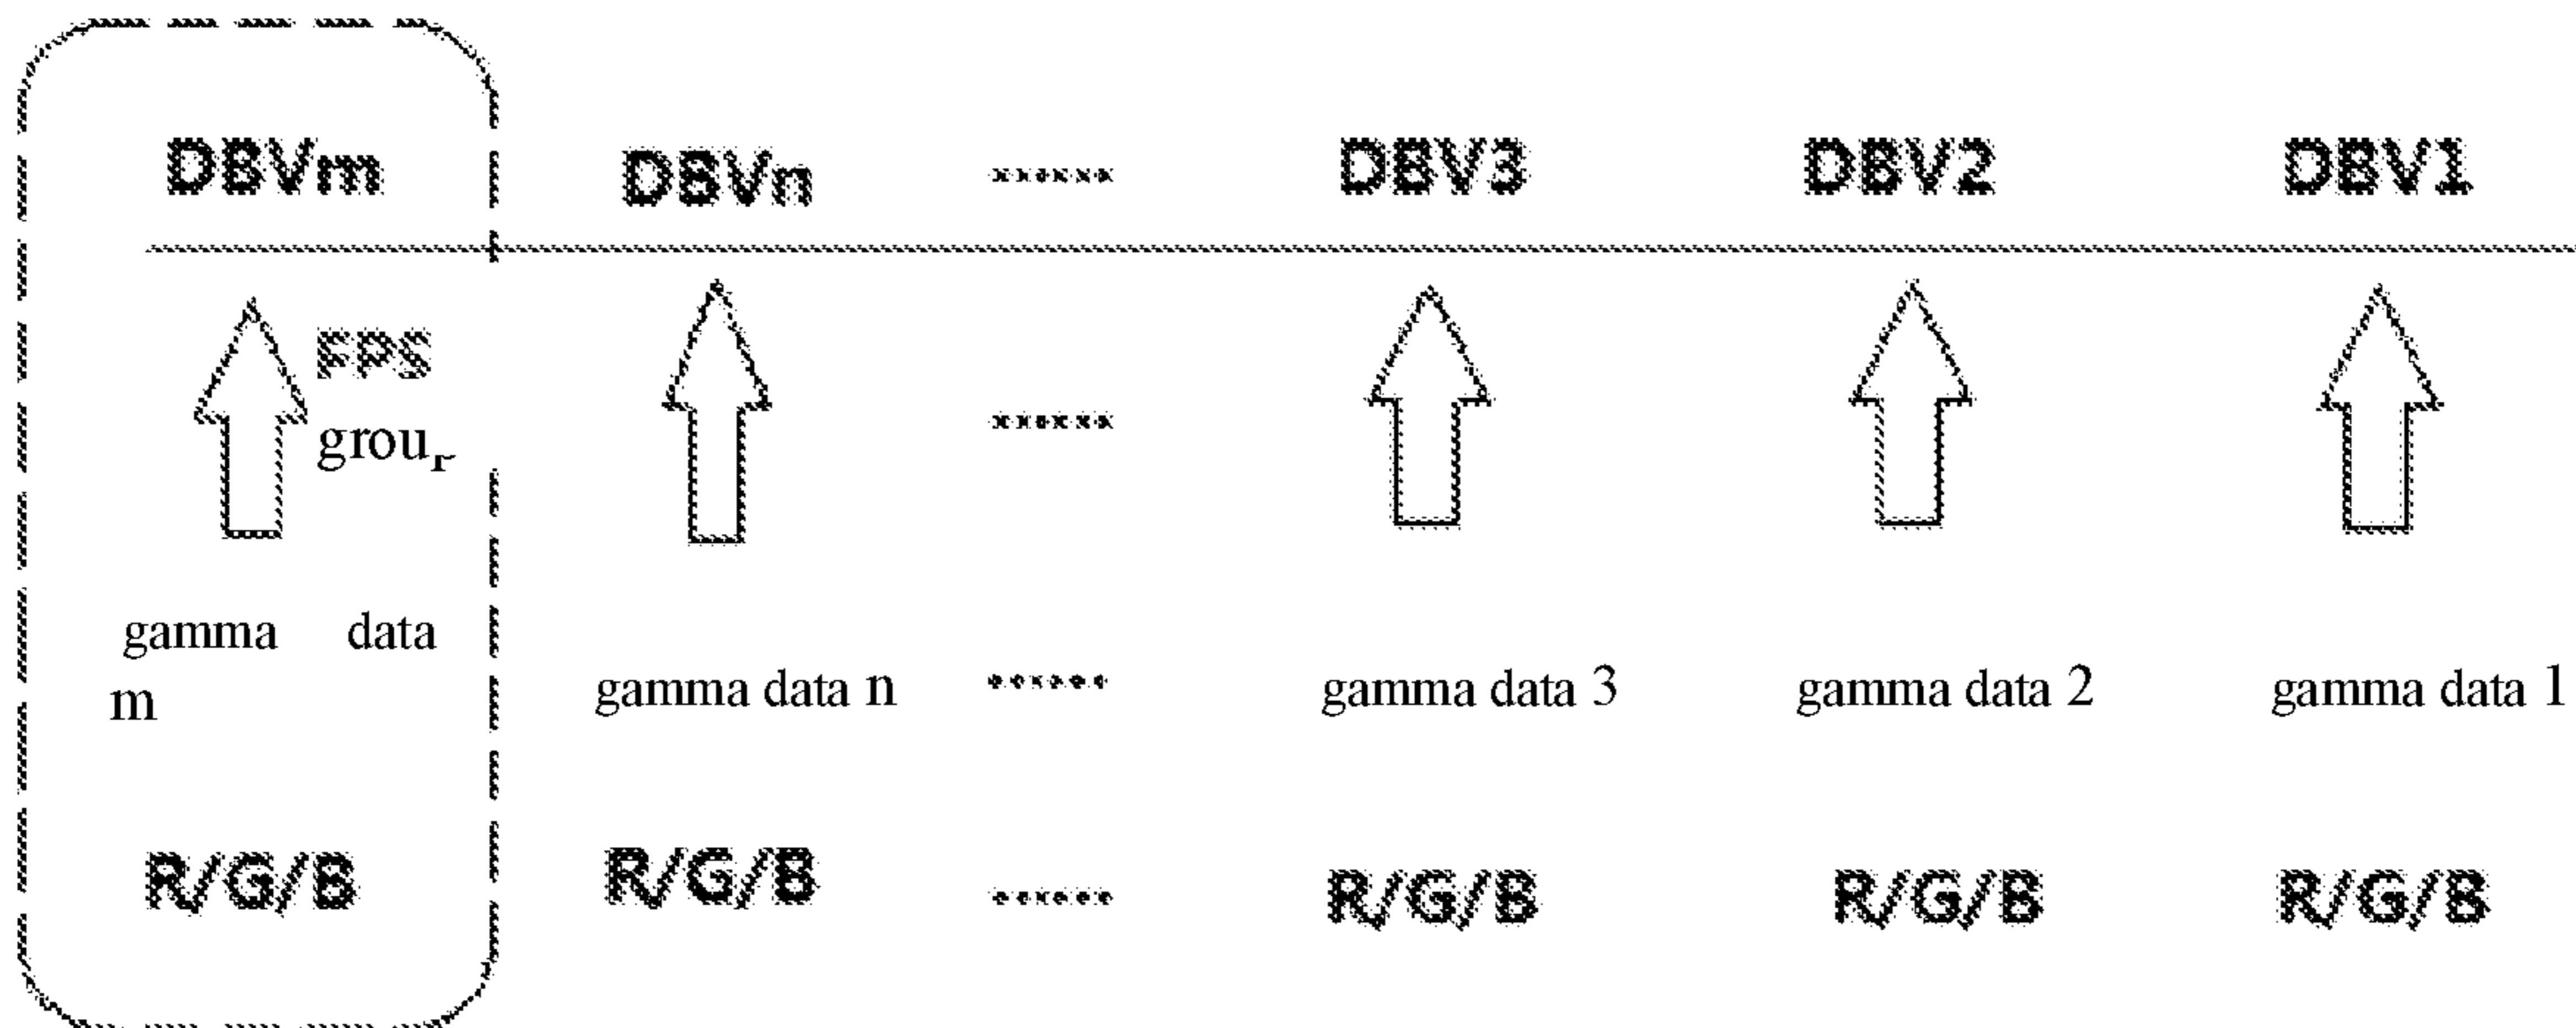 DBVm DBVn ...... DBV3 DBV2 DBV1
FPS
group
......
gamma data
m
gamma data n ...... gamma data 3 gamma data 2 gamma data 1
R/G/B R/G/B ...... R/G/B R/G/B R/G/B